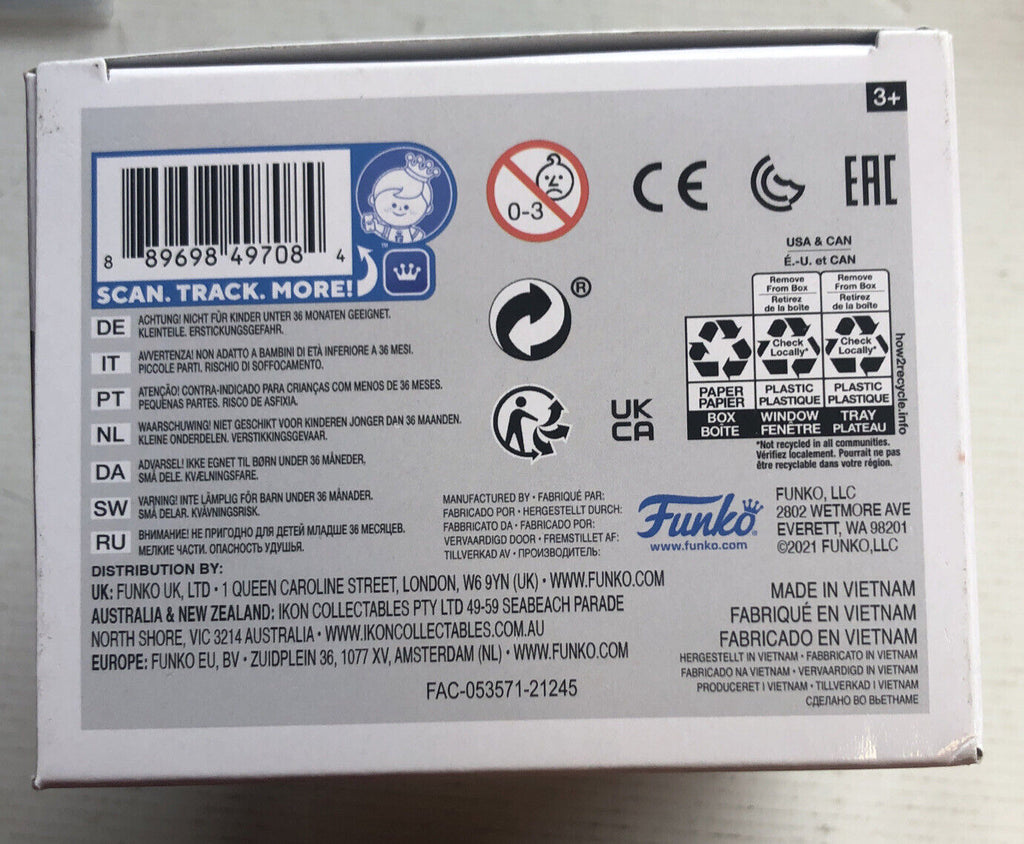 3+
8 89698 49708 4
SCAN. TRACK. MORE!
™
0-3
CE
EAC
®
UK
CA
USA & CAN
É.-U. et CAN
Remove
From Box
Retirez
de la boîte
Remove
From Box
Retirez
de la boîte
Check
Locally*
Check
Locally*
PAPER
PAPIER
PLASTIC
PLASTIQUE
PLASTIC
PLASTIQUE
BOX
BOÎTE
WINDOW
FENÊTRE
TRAY
PLATEAU
how2recycle.info
*Not recycled in all communities.
Vérifiez localement. Pourrait ne pas
être recyclable dans votre région.
DE
ACHTUNG! NICHT FÜR KINDER UNTER 36 MONATEN GEEIGNET.
KLEINTEILE. ERSTICKUNGSGEFAHR.
IT
AVVERTENZA! NON ADATTO A BAMBINI DI ETÀ INFERIORE A 36 MESI.
PICCOLE PARTI. RISCHIO DI SOFFOCAMENTO.
PT
ATENÇÃO! CONTRA-INDICADO PARA CRIANÇAS COM MENOS DE 36 MESES.
PEQUENAS PARTES. RISCO DE ASFIXIA.
NL
WAARSCHUWING! NIET GESCHIKT VOOR KINDEREN JONGER DAN 36 MAANDEN.
KLEINE ONDERDELEN. VERSTIKKINGSGEVAAR.
DA
ADVARSEL! IKKE EGNET TIL BØRN UNDER 36 MÅNEDER.
SMÅ DELE. KVÆLNINGSFARE.
SW
VARNING! INTE LÄMPLIG FÖR BARN UNDER 36 MÅNADER.
SMÅ DELAR. KVÄVNINGSRISK.
RU
ВНИМАНИЕ! НЕ ПРИГОДНО ДЛЯ ДЕТЕЙ МЛАДШЕ 36 МЕСЯЦЕВ.
МЕЛКИЕ ЧАСТИ. ОПАСНОСТЬ УДУШЬЯ.
MANUFACTURED BY • FABRIQUÉ PAR:
FABRICADO POR • HERGESTELLT DURCH:
FABBRICATO DA • FABRICADO POR:
VERVAARDIGD DOOR • FREMSTILLET AF:
TILLVERKAD AV • ПРОИЗВОДИТЕЛЬ:
Funko
www.funko.com
FUNKO, LLC
2802 WETMORE AVE
EVERETT, WA 98201
©2021 FUNKO,LLC
DISTRIBUTION BY:
UK: FUNKO UK, LTD • 1 QUEEN CAROLINE STREET, LONDON, W6 9YN (UK) • WWW.FUNKO.COM
AUSTRALIA & NEW ZEALAND: IKON COLLECTABLES PTY LTD 49-59 SEABEACH PARADE
NORTH SHORE, VIC 3214 AUSTRALIA • WWW.IKONCOLLECTABLES.COM.AU
EUROPE: FUNKO EU, BV • ZUIDPLEIN 36, 1077 XV, AMSTERDAM (NL) • WWW.FUNKO.COM
FAC-053571-21245
MADE IN VIETNAM
FABRIQUÉ EN VIETNAM
FABRICADO EN VIETNAM
HERGESTELLT IN VIETNAM • FABBRICATO IN VIETNAM
FABRICADO NA VIETNAM • VERVAARDIGD IN VIETNAM
PRODUCERET I VIETNAM • TILLVERKAD I VIETNAM
СДЕЛАНО ВО ВЬЕТНАМЕ